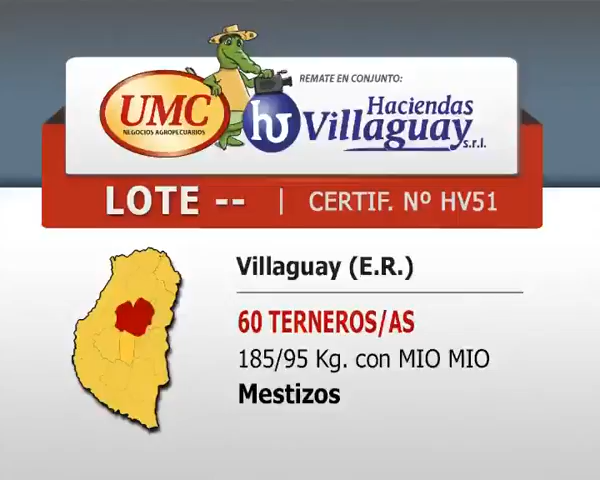 REMATE EN CONJUNTO:
UMC
NEGOCIOS AGROPECUARIOS
hv
Haciendas
Villaguay
s.r.l.
LOTE -- | CERTIF. Nº HV51
Villaguay (E.R.)
60 TERNEROS/AS
185/95 Kg. con MIO MIO
Mestizos